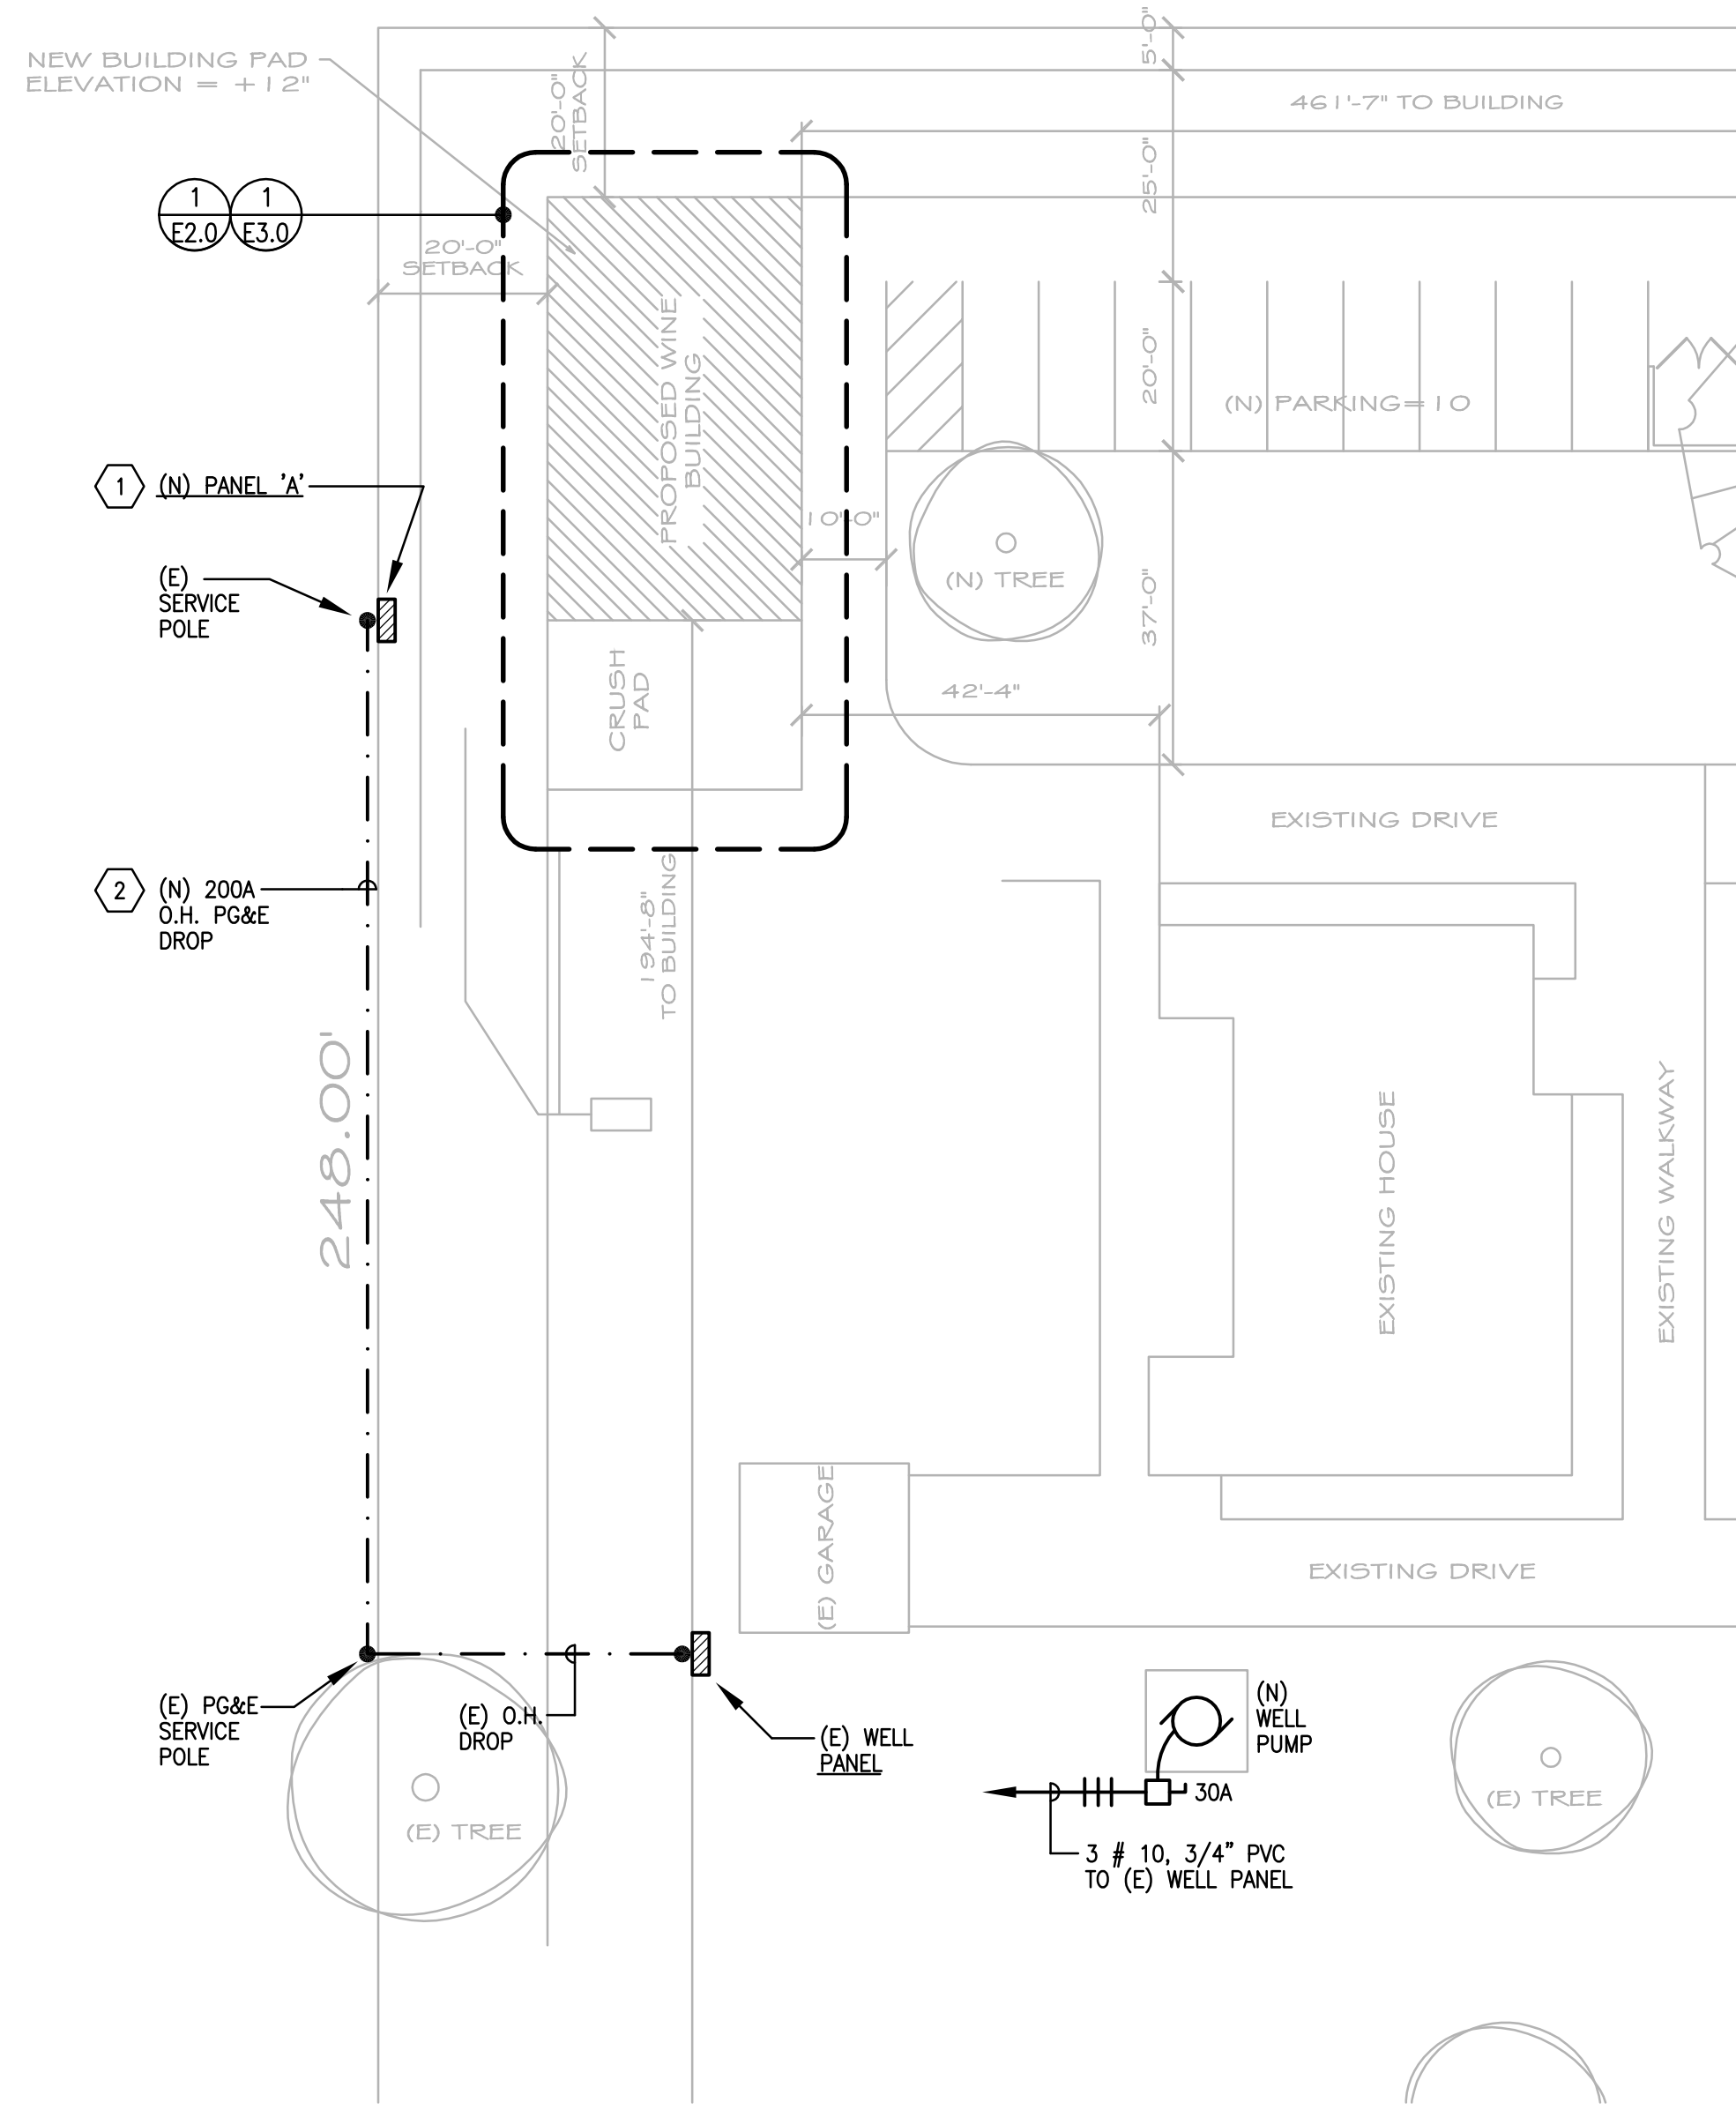 NEW BUILDING PAD
ELEVATION = +12"
20'-0"
SETBACK
5'-0"
461'-7" TO BUILDING
25'-0"
1
E2.0
1
E3.0
20'-0"
SETBACK
PROPOSED WINE
BUILDING
20'-0"
(N) PARKING=10
1
(N) PANEL 'A'
10'-0"
(N) TREE
37'-0"
(E)
SERVICE
POLE
CRUSH
PAD
42'-4"
EXISTING DRIVE
2
(N) 200A
O.H. PG&E
DROP
194'-8"
TO BUILDING
248.00'
EXISTING HOUSE
EXISTING WALKWAY
(E) GARAGE
EXISTING DRIVE
(E) PG&E
SERVICE
POLE
(E) O.H.
DROP
(E) WELL
PANEL
(N)
WELL
PUMP
30A
(E) TREE
(E) TREE
3 # 10, 3/4" PVC
TO (E) WELL PANEL